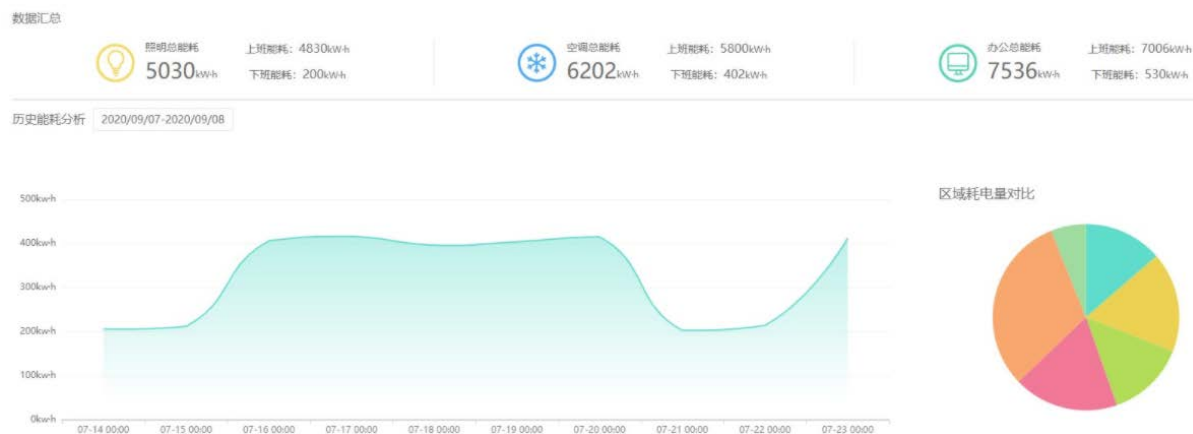 数据汇总
照明总能耗
5030kW·h
上班能耗：4830kW·h
下班能耗：200kW·h
空调总能耗
6202kW·h
上班能耗：5800kW·h
下班能耗：402kW·h
办公总能耗
7536kW·h
上班能耗：7006kW·h
下班能耗：530kW·h
历史能耗分析 2020/09/07-2020/09/08
区域耗电量对比
500kw·h
400kw·h
300kw·h
200kw·h
100kw·h
0kw·h
07-14 00:00 07-15 00:00 07-16 00:00 07-17 00:00 07-18 00:00 07-19 00:00 07-20 00:00 07-21 00:00 07-22 00:00 07-23 00:00